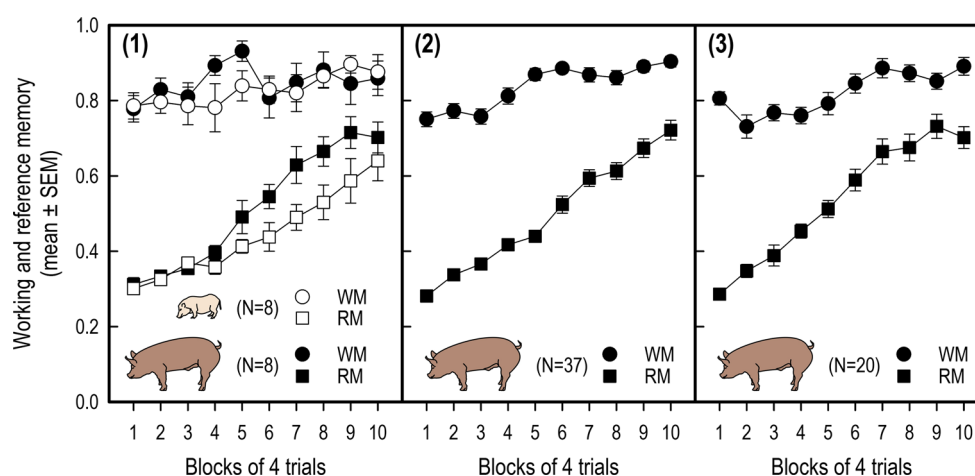 Working and reference memory
(mean ± SEM)
1.0
0.8
0.6
0.4
0.2
0.0
(1)
(N=8)
WM
RM
(N=8)
WM
RM
1 2 3 4 5 6 7 8 9 10
Blocks of 4 trials
(2)
(N=37)
WM
RM
1 2 3 4 5 6 7 8 9 10
Blocks of 4 trials
(3)
(N=20)
WM
RM
1 2 3 4 5 6 7 8 9 10
Blocks of 4 trials